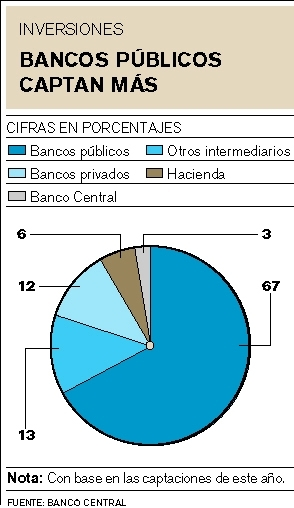 INVERSIONES
BANCOS PÚBLICOS
CAPTAN MÁS
CIFRAS EN PORCENTAJES
Bancos públicos
Otros intermediarios
Bancos privados
Hacienda
Banco Central
6
3
12
67
13
Nota: Con base en las captaciones de este año.
FUENTE: BANCO CENTRAL